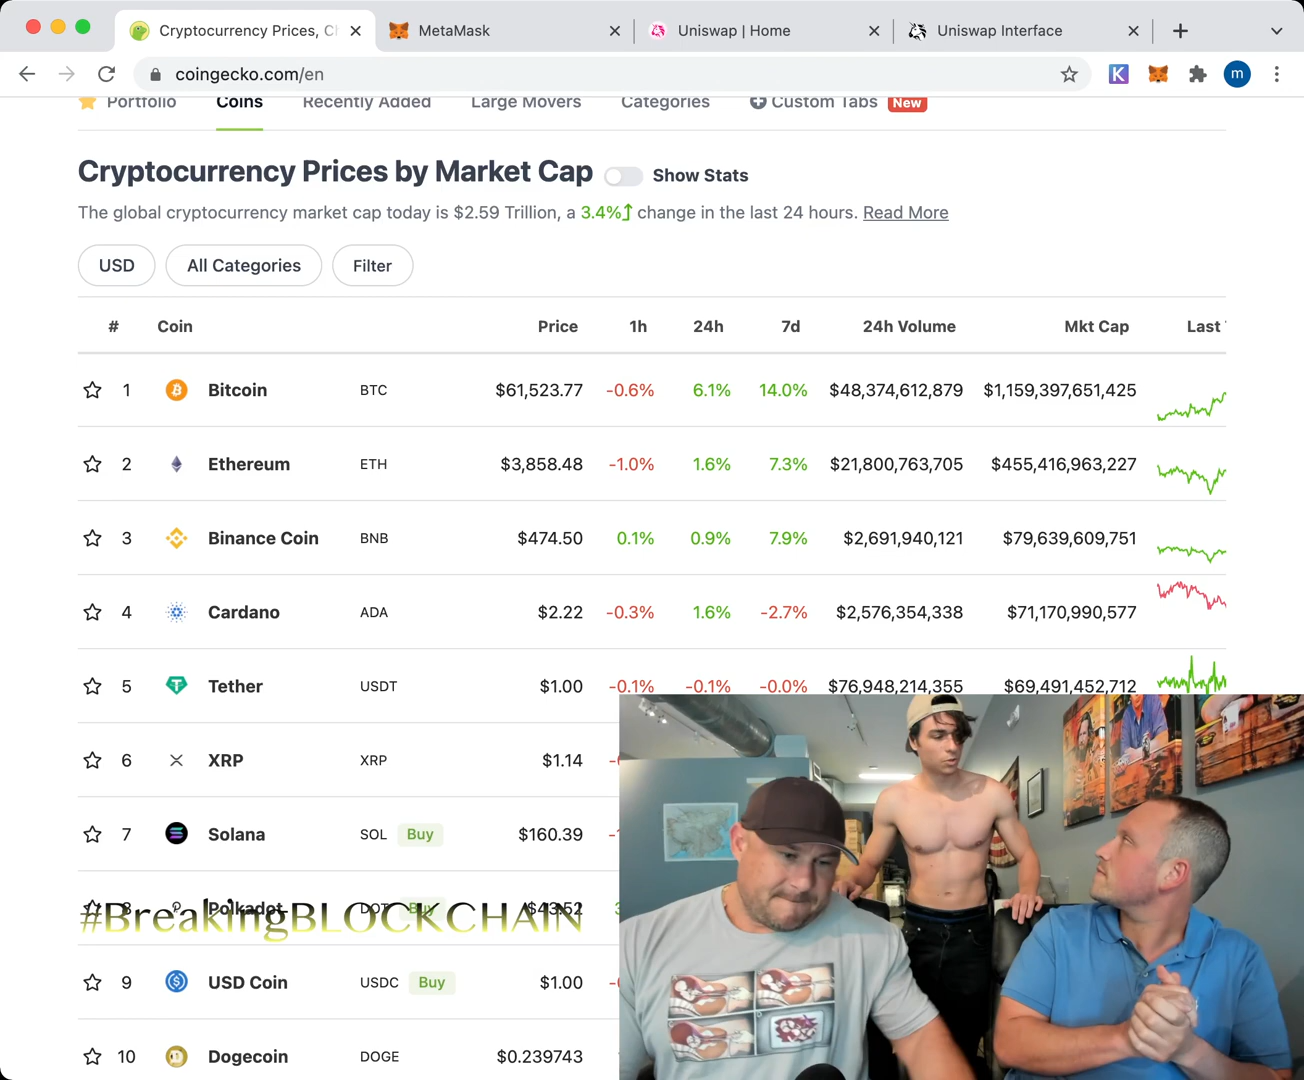 Cryptocurrency Prices, C
MetaMask
Uniswap | Home
Uniswap Interface
coingecko.com/en
K
m
Portfolio Coins Recently Added Large Movers Categories Custom Tabs New
Cryptocurrency Prices by Market Cap Show Stats
The global cryptocurrency market cap today is $2.59 Trillion, a 3.4% change in the last 24 hours. Read More
USD All Categories Filter
# Coin Price 1h 24h 7d 24h Volume Mkt Cap Last
1 Bitcoin BTC $61,523.77 -0.6% 6.1% 14.0% $48,374,612,879 $1,159,397,651,425
2 Ethereum ETH $3,858.48 -1.0% 1.6% 7.3% $21,800,763,705 $455,416,963,227
3 Binance Coin BNB $474.50 0.1% 0.9% 7.9% $2,691,940,121 $79,639,609,751
4 Cardano ADA $2.22 -0.3% 1.6% -2.7% $2,576,354,338 $71,170,990,577
5 Tether USDT $1.00 -0.1% -0.1% -0.0% $76,948,214,355 $69,491,452,712
6 XRP XRP $1.14
7 Solana SOL Buy $160.39
8 Polkadot DOT Buy $43.52
#BreakingBLOCKCHAIN
9 USD Coin USDC Buy $1.00
10 Dogecoin DOGE $0.239743